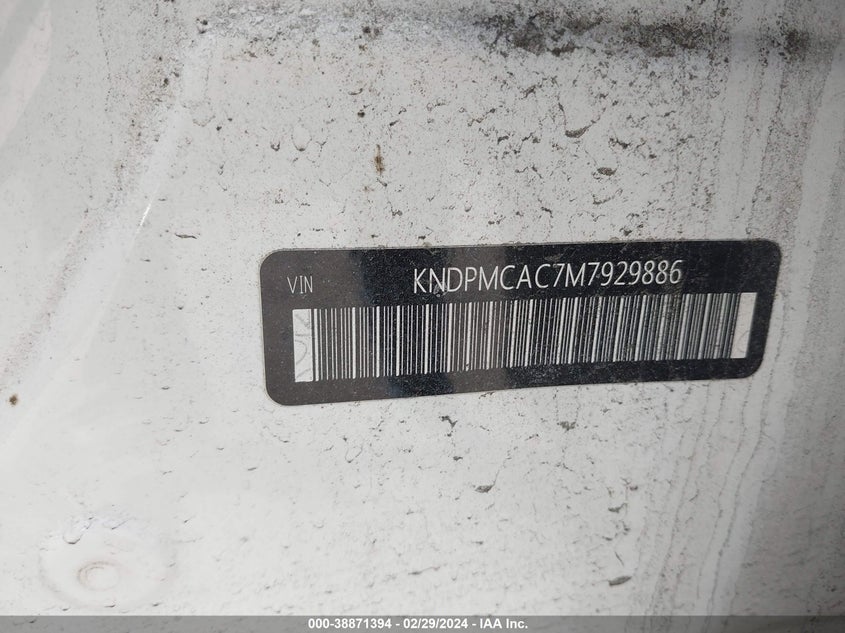 VIN KNDPMCAC7M7929886
000-38871394 - 02/29/2024 - IAA Inc.